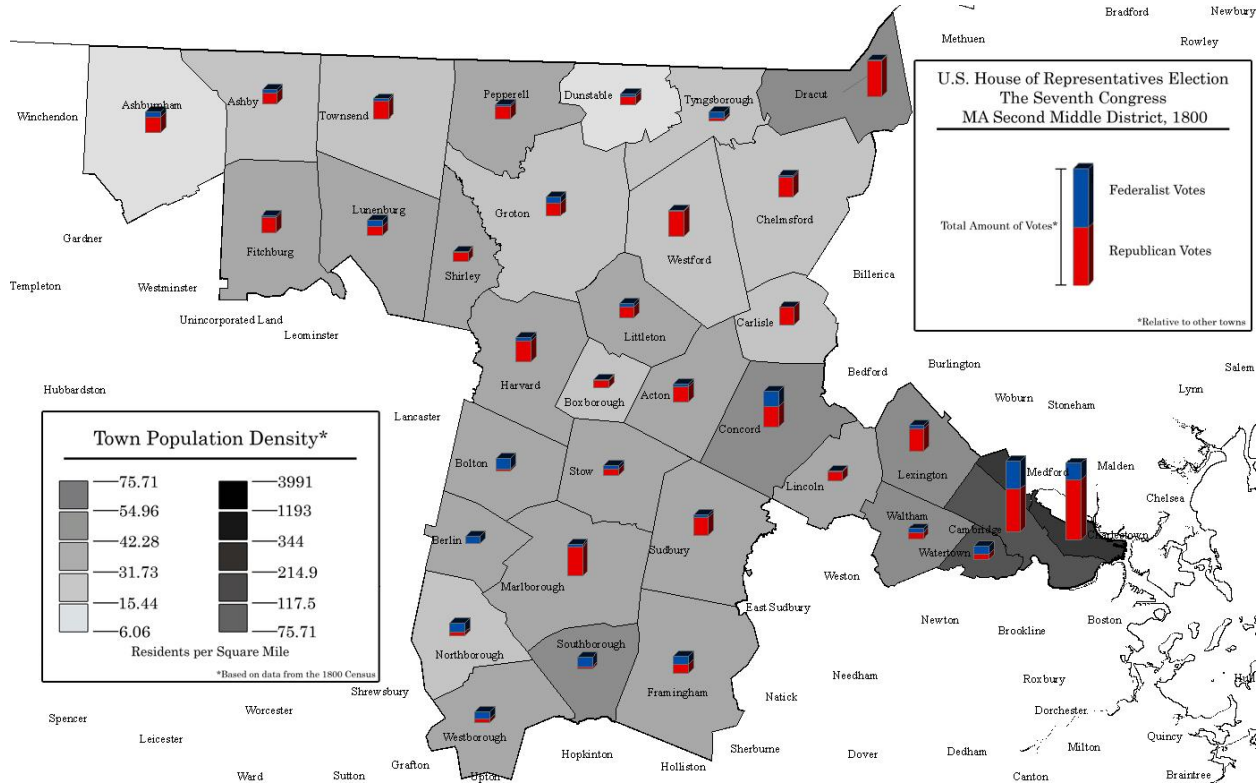 Bradford
Newbury
Methuen
Rowley
U.S. House of Representatives Election
The Seventh Congress
MA Second Middle District, 1800
Federalist Votes
Total Amount of Votes*
Republican Votes
*Relative to other towns
Winchendon
Ashburnham
Ashby
Townsend
Pepperell
Dunstable
Tyngsborough
Dracut
Gardner
Fitchburg
Lunenburg
Shirley
Groton
Westford
Chelmsford
Billerica
Templeton
Westminster
Unincorporated Land
Leominster
Littleton
Carlisle
Harvard
Boxborough
Acton
Concord
Bedford
Burlington
Salem
Lynn
Woburn
Stoneham
Hubbardston
Lancaster
Town Population Density*
75.71
54.96
42.28
31.73
15.44
6.06
3991
1193
344
214.9
117.5
75.71
Residents per Square Mile
*Based on data from the 1800 Census
Bolton
Stow
Lincoln
Lexington
Medford
Malden
Chelsea
Waltham
Cambridge
Charlestown
Watertown
Berlin
Marlborough
Sudbury
Weston
East Sudbury
Newton
Brookline
Boston
Northborough
Southborough
Framingham
Natick
Needham
Roxbury
Dorchester
Shrewsbury
Westborough
Spencer
Worcester
Leicester
Grafton
Upton
Hopkinton
Holliston
Sherburne
Dover
Dedham
Milton
Quincy
Ward
Sutton
Canton
Braintree